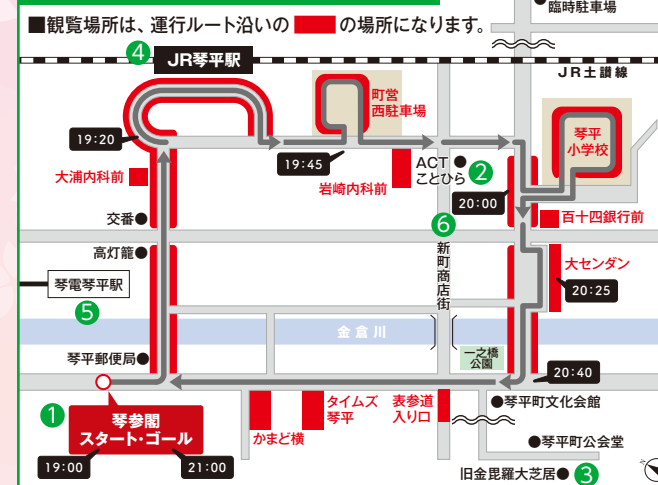 臨時駐車場
■観覧場所は、運行ルート沿いの の場所になります。
4
JR琴平駅
JR土讃線
町営
西駐車場
琴平
小学校
19:20
19:45
ACT
ことひら
2
大浦内科前
岩崎内科前
20:00
交番
6
百十四銀行前
高灯籠
新町商店街
大センダン
琴電琴平駅
20:25
5
金倉川
一之橋
公園
琴平郵便局
20:40
1
琴参閣
スタート・ゴール
19:00
21:00
タイムズ
琴平
表参道
入り口
琴平町文化会館
かまど横
琴平町公会堂
旧金毘羅大芝居
3